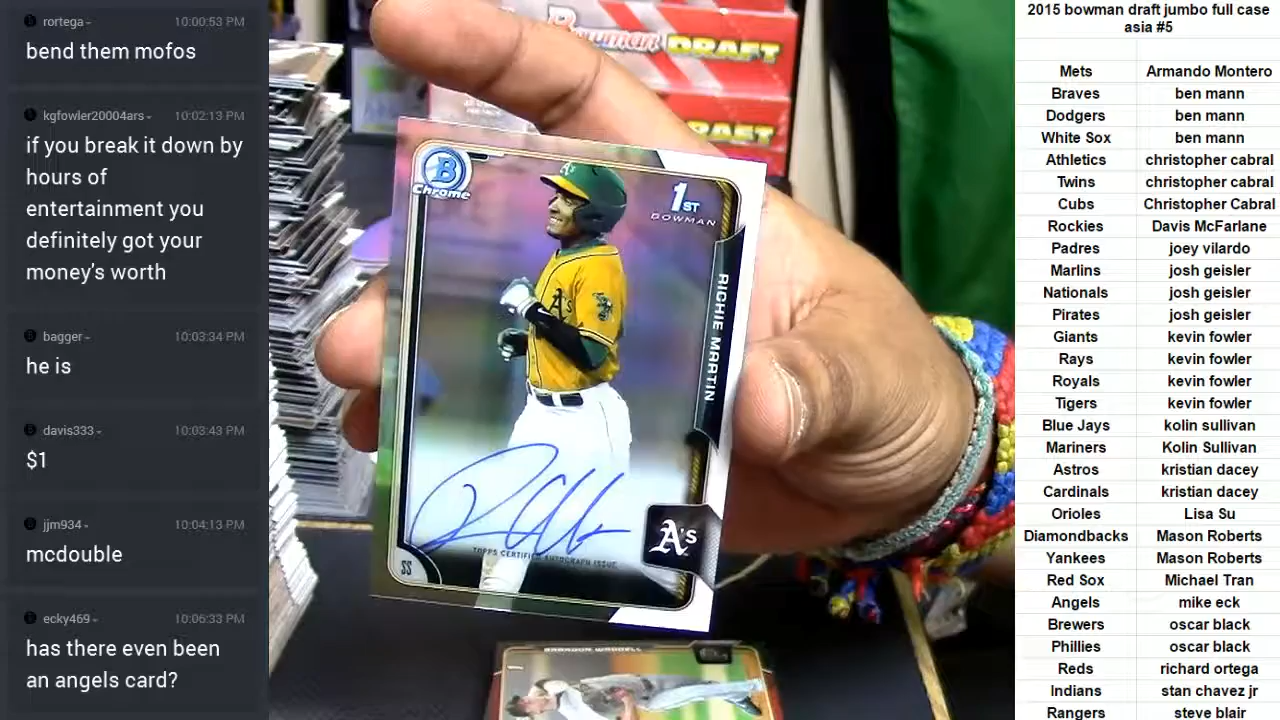 rortega 10:00:53 PM
bend them mofos
kgfowler20004ars 10:02:13 PM
if you break it down by
hours of
entertainment you
definitely got your
money's worth
bagger 10:03:34 PM
he is
davis333 10:03:43 PM
$1
jjm934 10:04:13 PM
mcdouble
ecky469 10:06:33 PM
has there even been
an angels card?
Bowman DRAFT
DRAFT
B
Chrome
A's
1ST
BOWMAN
A's
RICHIE MARTIN
A's
TOPPS CERTIFIED AUTOGRAPH ISSUE
SS
BRANDON WADDELL
2015 bowman draft jumbo full case
asia #5
Mets Armando Montero
Braves ben mann
Dodgers ben mann
White Sox ben mann
Athletics christopher cabral
Twins christopher cabral
Cubs Christopher Cabral
Rockies Davis McFarlane
Padres joey vilardo
Marlins josh geisler
Nationals josh geisler
Pirates josh geisler
Giants kevin fowler
Rays kevin fowler
Royals kevin fowler
Tigers kevin fowler
Blue Jays kolin sullivan
Mariners Kolin Sullivan
Astros kristian dacey
Cardinals kristian dacey
Orioles Lisa Su
Diamondbacks Mason Roberts
Yankees Mason Roberts
Red Sox Michael Tran
Angels mike eck
Brewers oscar black
Phillies oscar black
Reds richard ortega
Indians stan chavez jr
Rangers steve blair